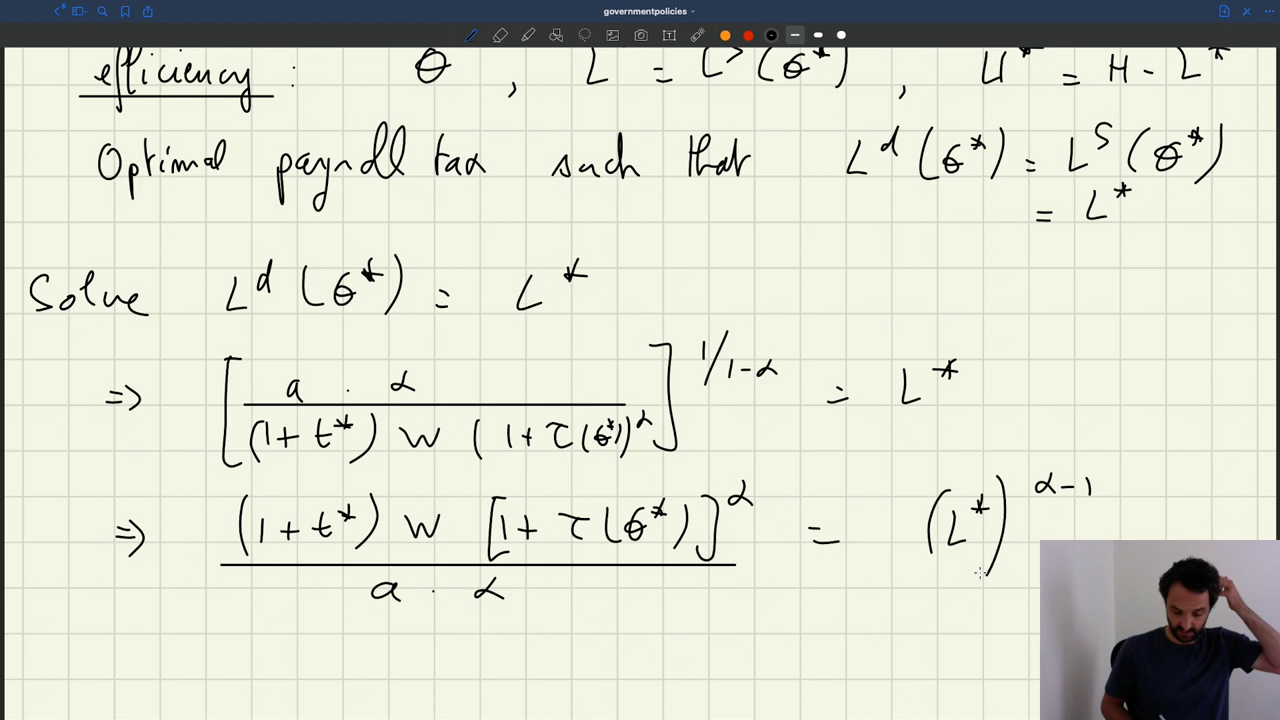 governmentpolicies
efficiency : θ , L = L^s(θ*) , U* = H - L*
Optimal payroll tax such that L^d(θ*) = L^s(θ*)
= L*
Solve L^d(θ*) = L*
=> [a · α / (1+t*) w (1+τ(θ*))^α]^{1/1-α} = L*
=> (1+t*) w [1+τ(θ*)]^α / a · α = (L*)^{α-1}